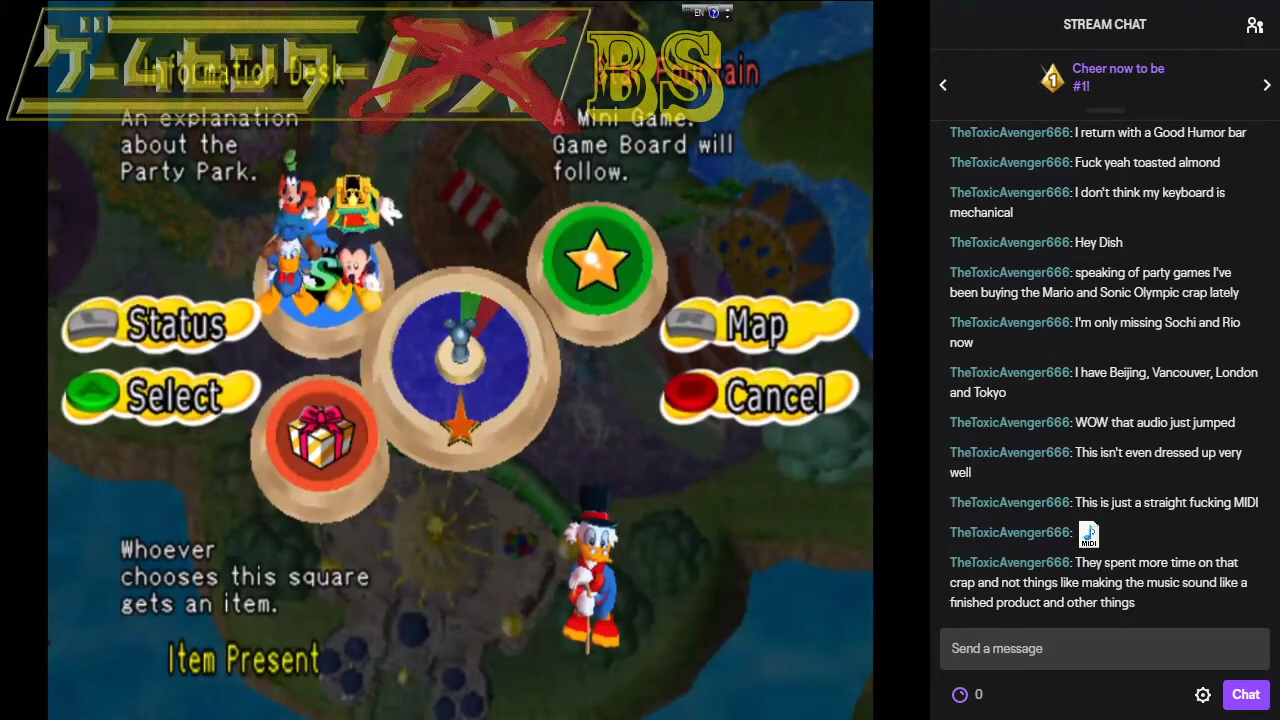 ゲームセンターDX BS
EN
Information Desk
An explanation
about the
Party Park.
Star Fountain
A Mini Game.
Game Board will
follow.
Status
Select
Map
Cancel
Whoever
chooses this square
gets an item.
Item Present
STREAM CHAT
1
Cheer now to be
#1!
TheToxicAvenger666: I return with a Good Humor bar
TheToxicAvenger666: Fuck yeah toasted almond
TheToxicAvenger666: I don't think my keyboard is
mechanical
TheToxicAvenger666: Hey Dish
TheToxicAvenger666: speaking of party games I've
been buying the Mario and Sonic Olympic crap lately
TheToxicAvenger666: I'm only missing Sochi and Rio
now
TheToxicAvenger666: I have Beijing, Vancouver, London
and Tokyo
TheToxicAvenger666: WOW that audio just jumped
TheToxicAvenger666: This isn't even dressed up very
well
TheToxicAvenger666: This is just a straight fucking MIDI
TheToxicAvenger666: MIDI
TheToxicAvenger666: They spent more time on that
crap and not things like making the music sound like a
finished product and other things
Send a message
0
Chat